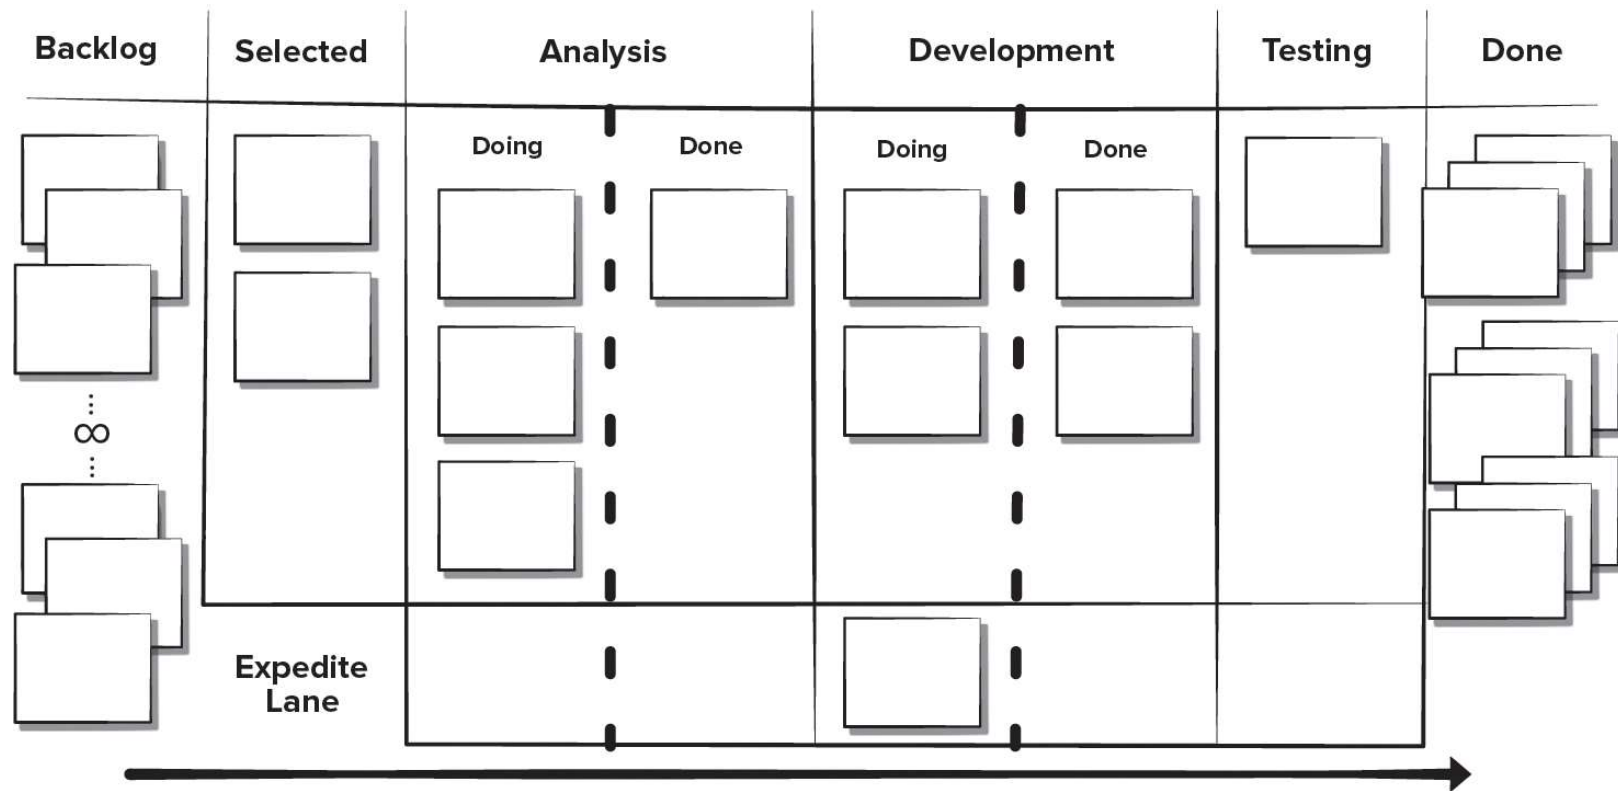 Backlog
Selected
Analysis
Development
Testing
Done
Doing
Done
Doing
Done
∞
Expedite
Lane